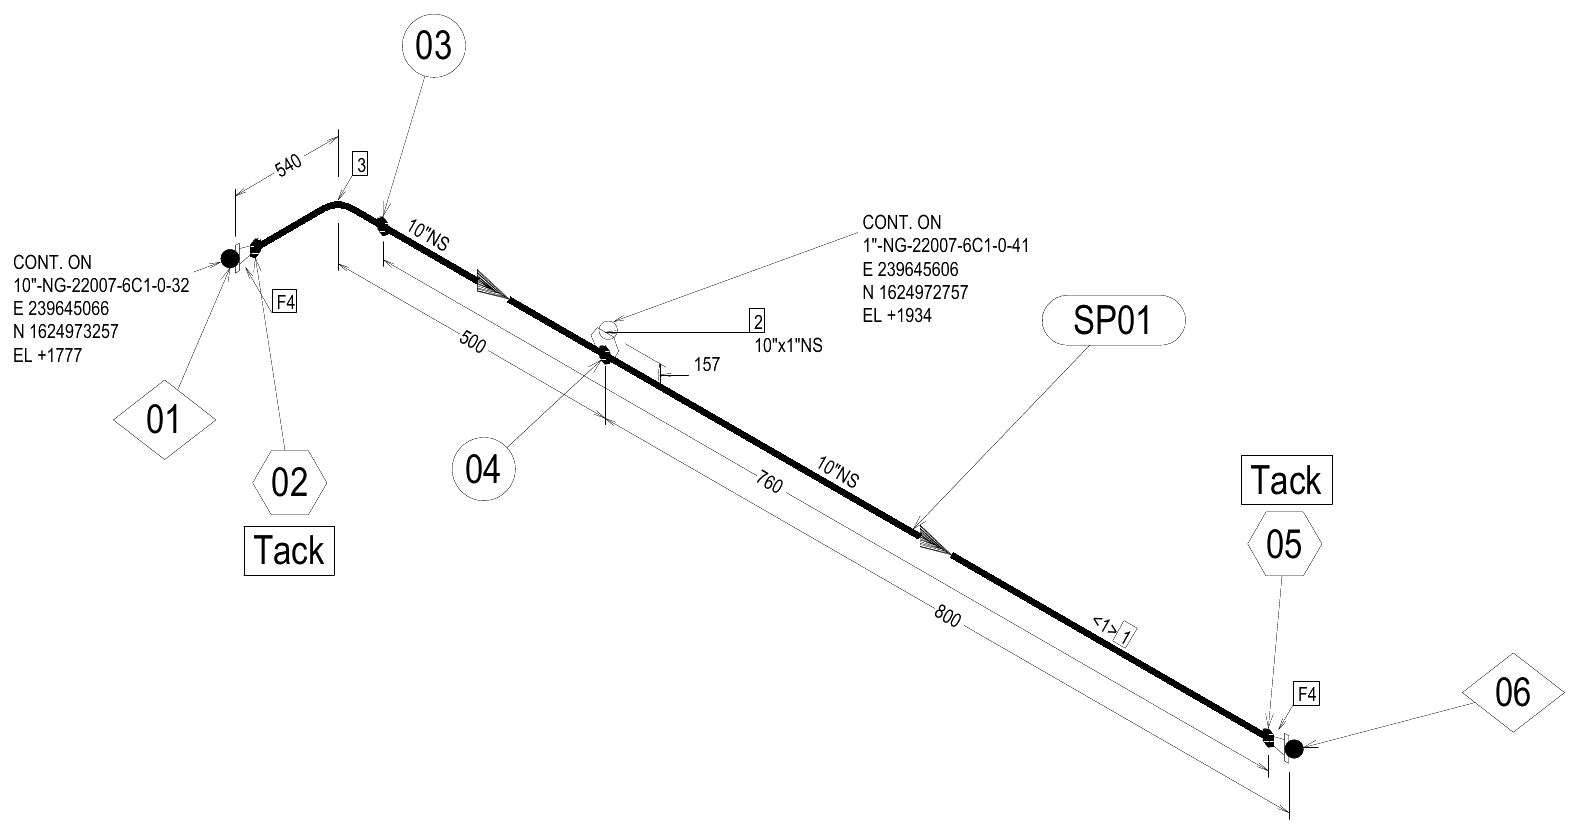 03
540
3
10"NS
CONT. ON
10"-NG-22007-6C1-0-32
E 239645066
N 1624973257
EL +1777
F4
CONT. ON
1"-NG-22007-6C1-0-41
E 239645606
N 1624972757
EL +1934
500
2
10"x1"NS
157
SP01
01
02
Tack
04
760
10"NS
Tack
05
800
<1>
1
F4
06